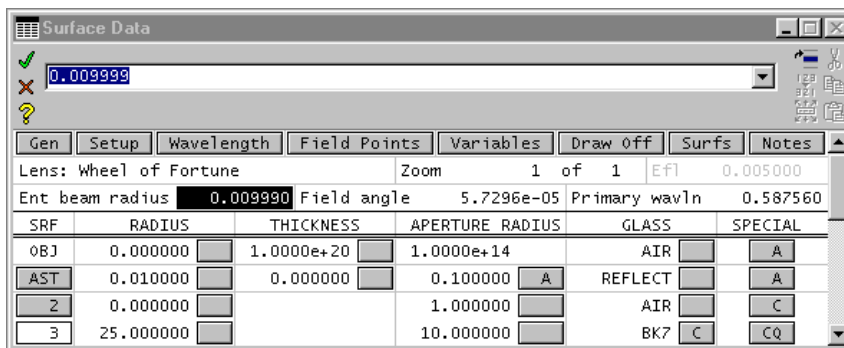 Surface Data
0.009999
Gen Setup Wavelength Field Points Variables Draw Off Surfs Notes
Lens: Wheel of Fortune Zoom 1 of 1 Efl 0.005000
Ent beam radius 0.009990 Field angle 5.7296e-05 Primary wavln 0.587560
SRF RADIUS THICKNESS APERTURE RADIUS GLASS SPECIAL
OBJ 0.000000 1.0000e+20 1.0000e+14 AIR A
AST 0.010000 0.000000 0.100000 A REFLECT A
2 0.000000 1.000000 AIR C
3 25.000000 10.000000 BK7 C CQ